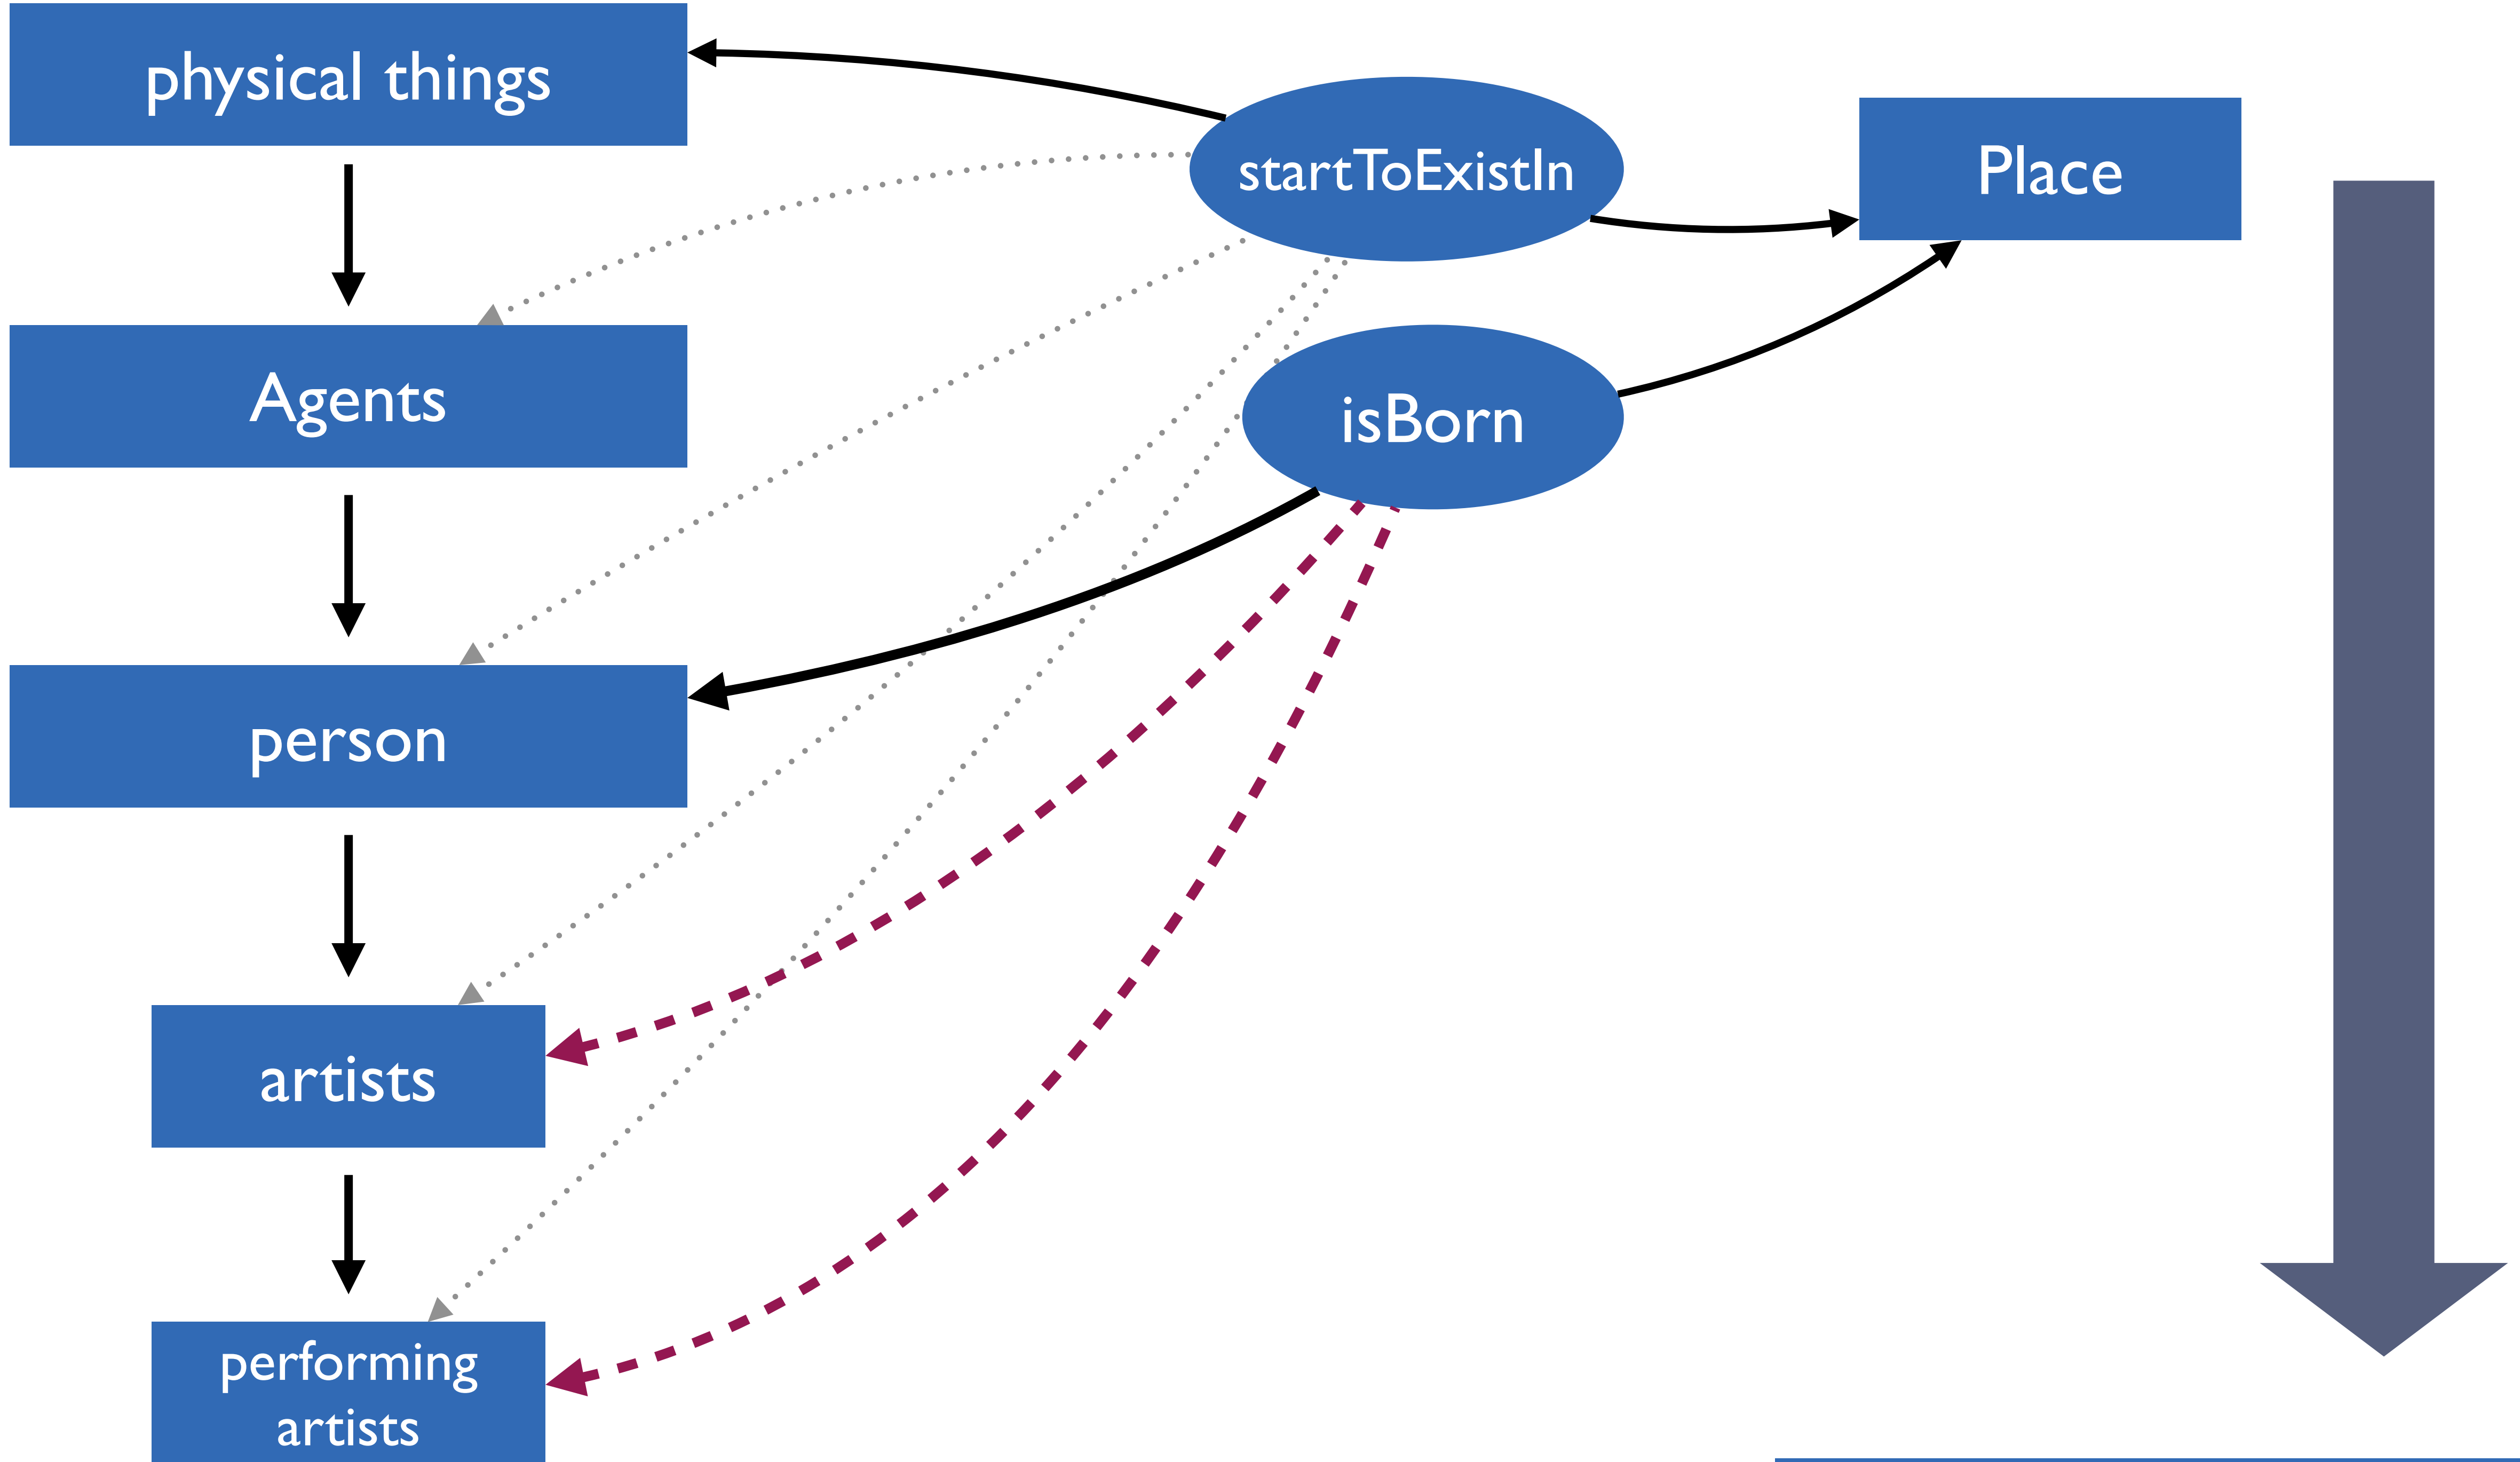 physical things
startToExistIn
Place
Agents
isBorn
person
artists
performing
artists